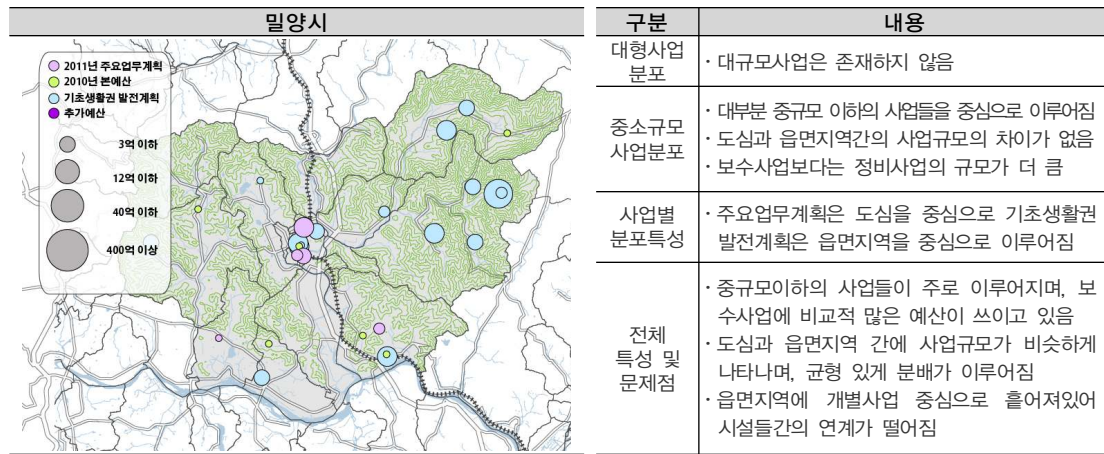 밀양시
2011년 주요업무계획
2010년 본예산
기초생활권 발전계획
추가예산
3억 이하
12억 이하
40억 이하
400억 이상
구분 내용
대형사업
분포
· 대규모사업은 존재하지 않음
중소규모
사업분포
· 대부분 중규모 이하의 사업들을 중심으로 이루어짐
· 도심과 읍면지역간의 사업규모의 차이가 없음
· 보수사업보다는 정비사업의 규모가 더 큼
사업별
분포특성
· 주요업무계획은 도심을 중심으로 기초생활권
발전계획은 읍면지역을 중심으로 이루어짐
전체
특성 및
문제점
· 중규모이하의 사업들이 주로 이루어지며, 보
수사업에 비교적 많은 예산이 쓰이고 있음
· 도심과 읍면지역 간에 사업규모가 비슷하게
나타나며, 균형 있게 분배가 이루어짐
· 읍면지역에 개별사업 중심으로 흩어져있어
시설들간의 연계가 떨어짐